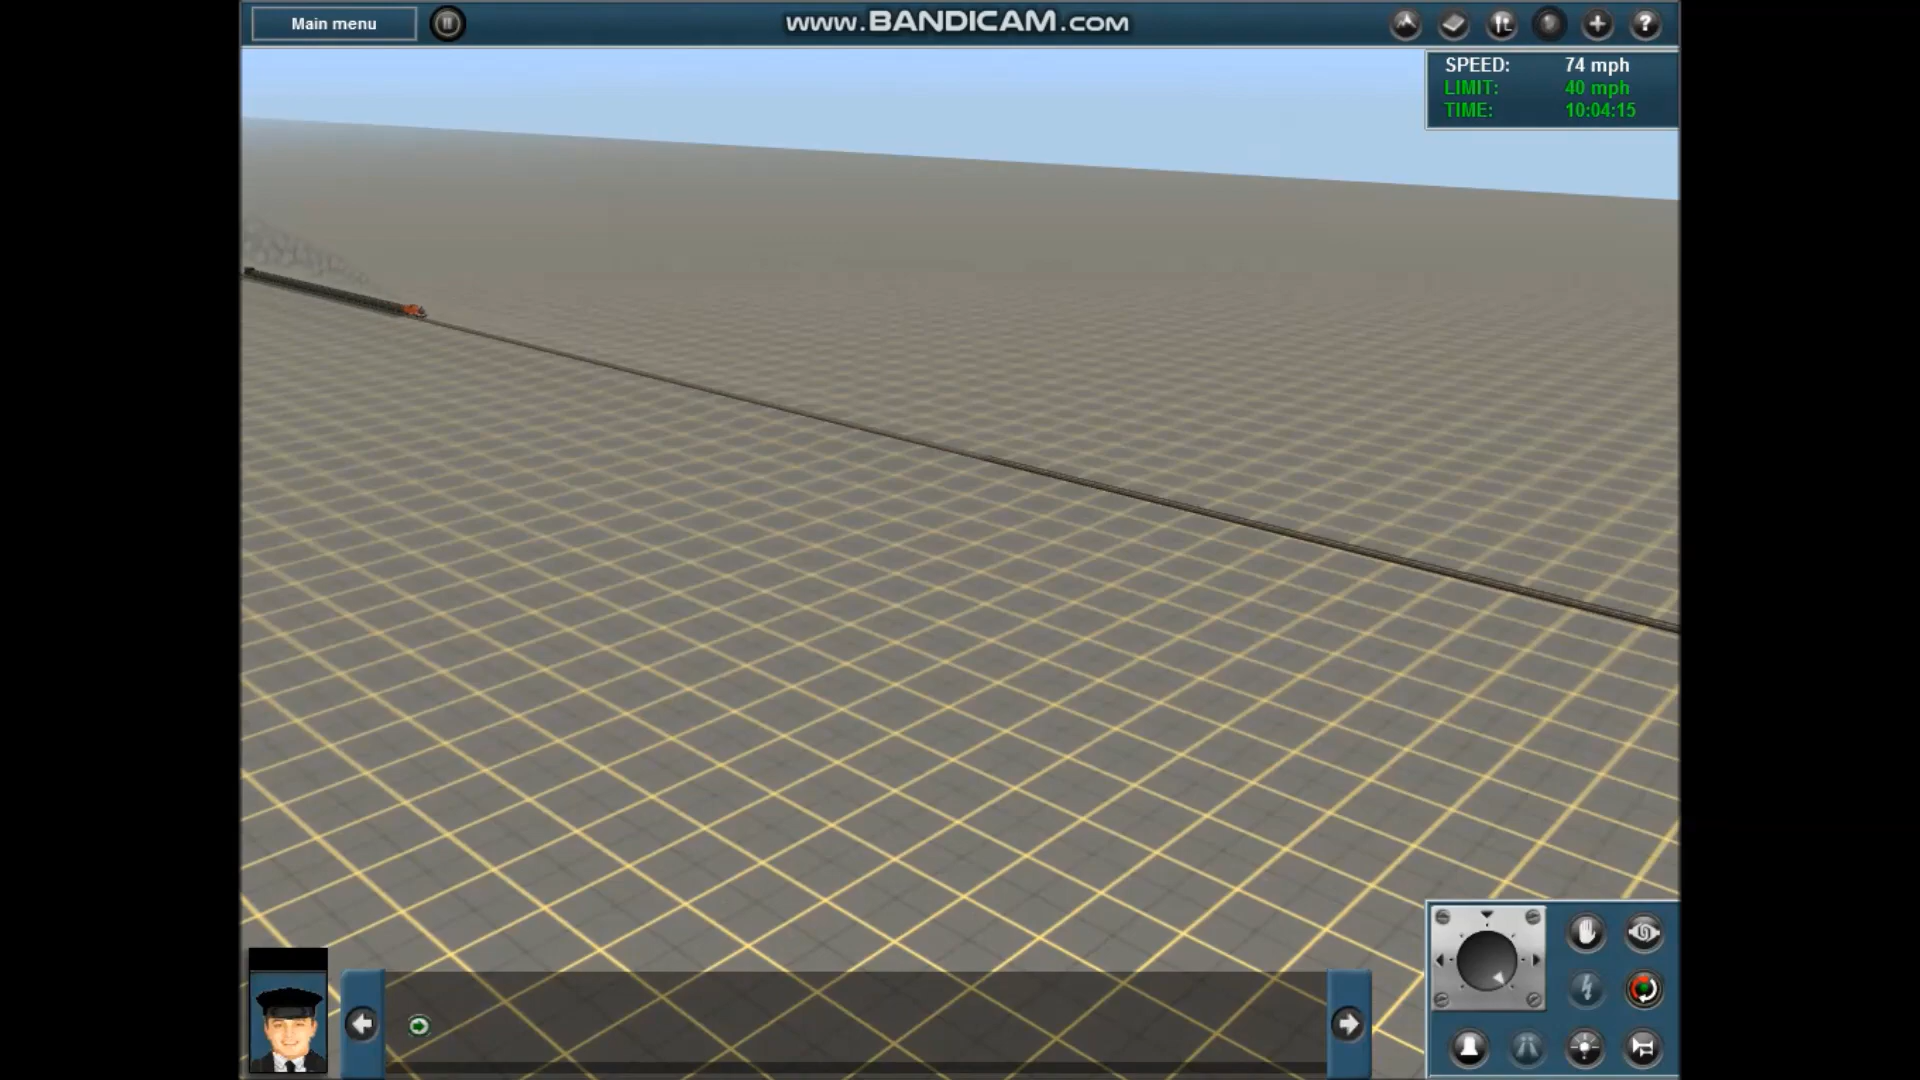 Main menu
www.BANDICAM.com
SPEED: 74 mph
LIMIT: 40 mph
TIME: 10:04:15